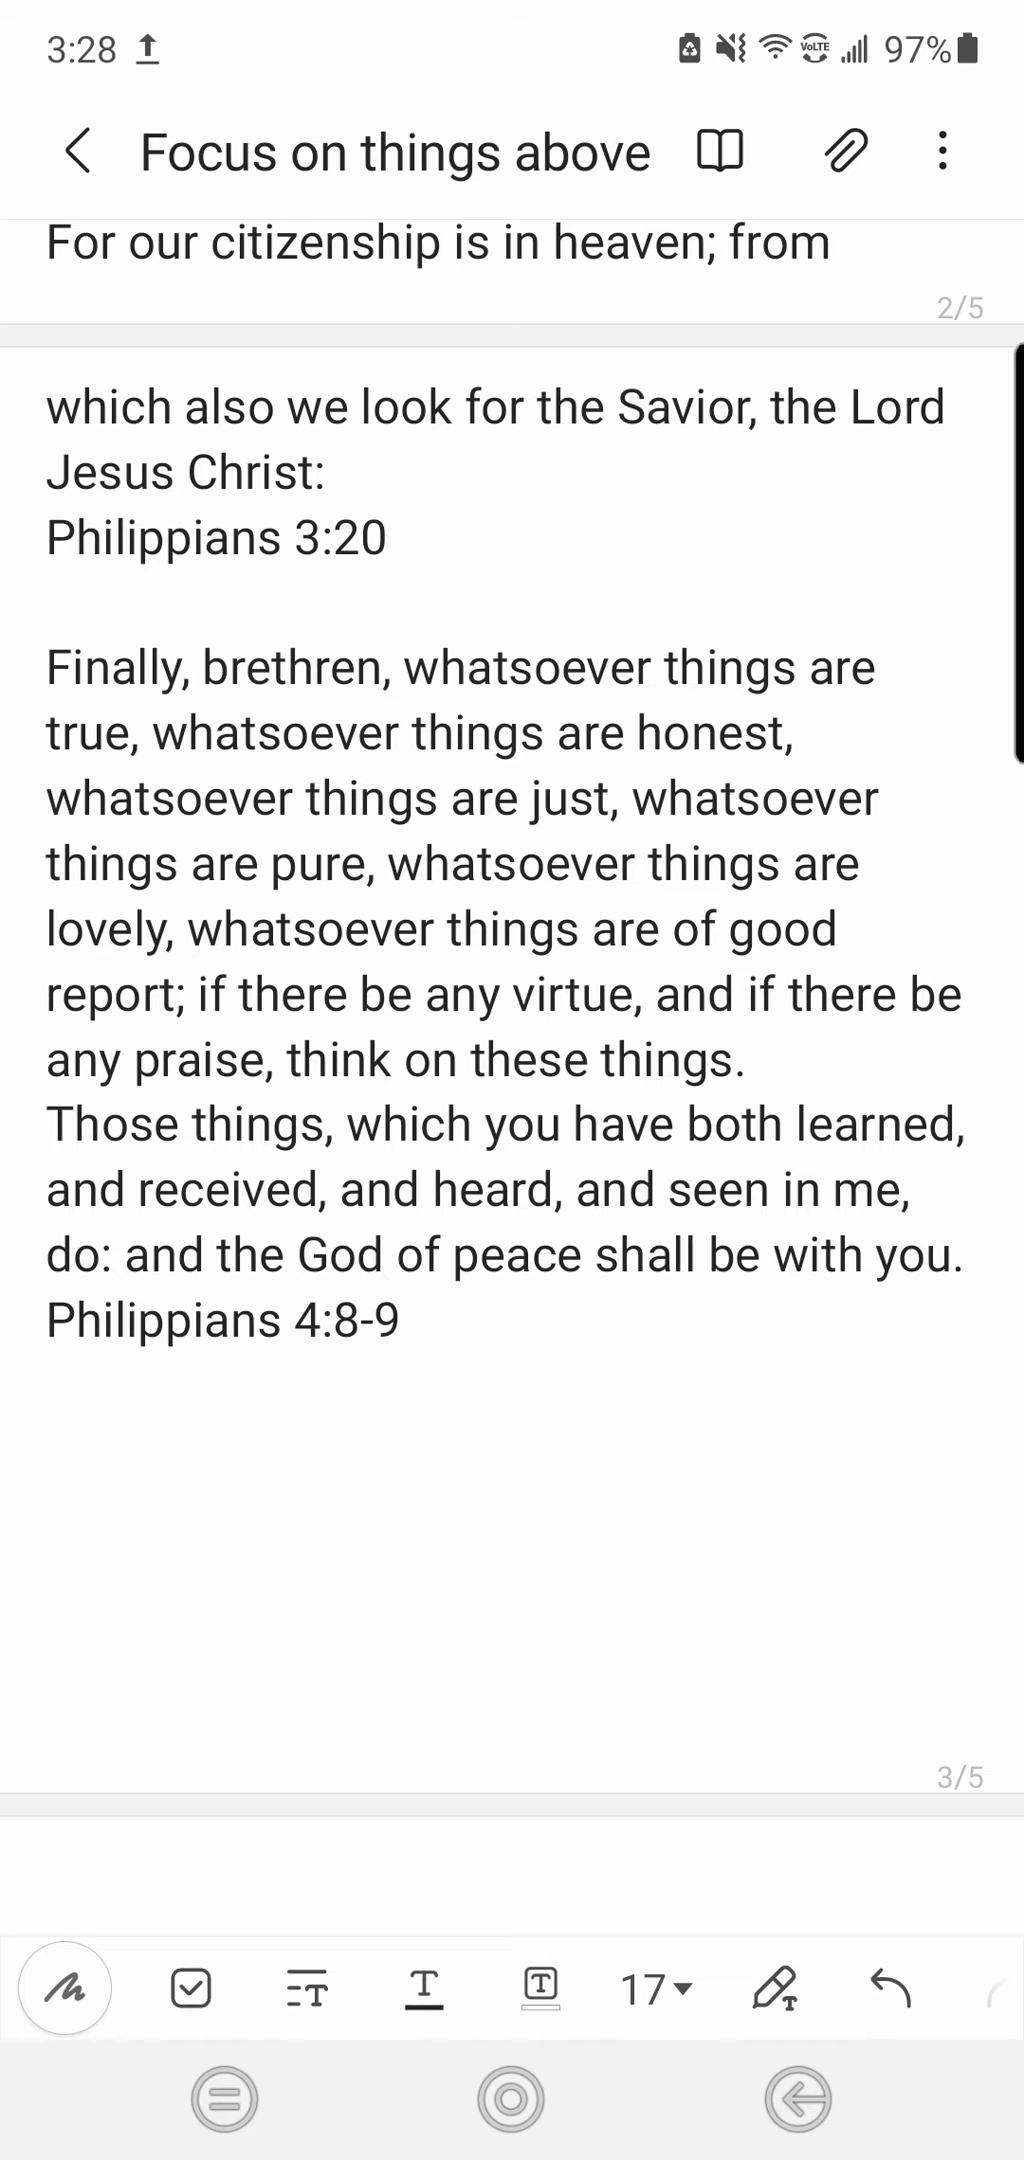 3:28
VoLTE
97%
Focus on things above
For our citizenship is in heaven; from
2/5
which also we look for the Savior, the Lord
Jesus Christ:
Philippians 3:20
Finally, brethren, whatsoever things are
true, whatsoever things are honest,
whatsoever things are just, whatsoever
things are pure, whatsoever things are
lovely, whatsoever things are of good
report; if there be any virtue, and if there be
any praise, think on these things.
Those things, which you have both learned,
and received, and heard, and seen in me,
do: and the God of peace shall be with you.
Philippians 4:8-9
3/5
17